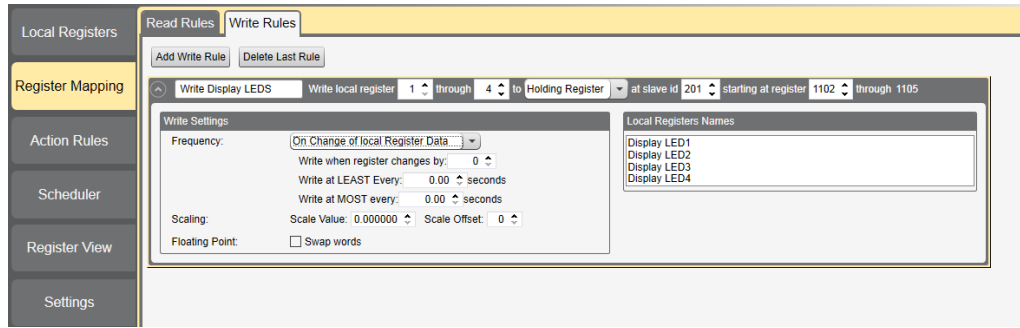 Local Registers
Register Mapping
Action Rules
Scheduler
Register View
Settings
Read Rules Write Rules
Add Write Rule Delete Last Rule
Write Display LEDS Write local register 1 through 4 to Holding Register at slave id 201 starting at register 1102 through 1105
Write Settings
Frequency: On Change of local Register Data
Write when register changes by: 0
Write at LEAST Every: 0.00 seconds
Write at MOST every: 0.00 seconds
Scaling: Scale Value: 0.000000 Scale Offset: 0
Floating Point: Swap words
Local Registers Names
Display LED1
Display LED2
Display LED3
Display LED4